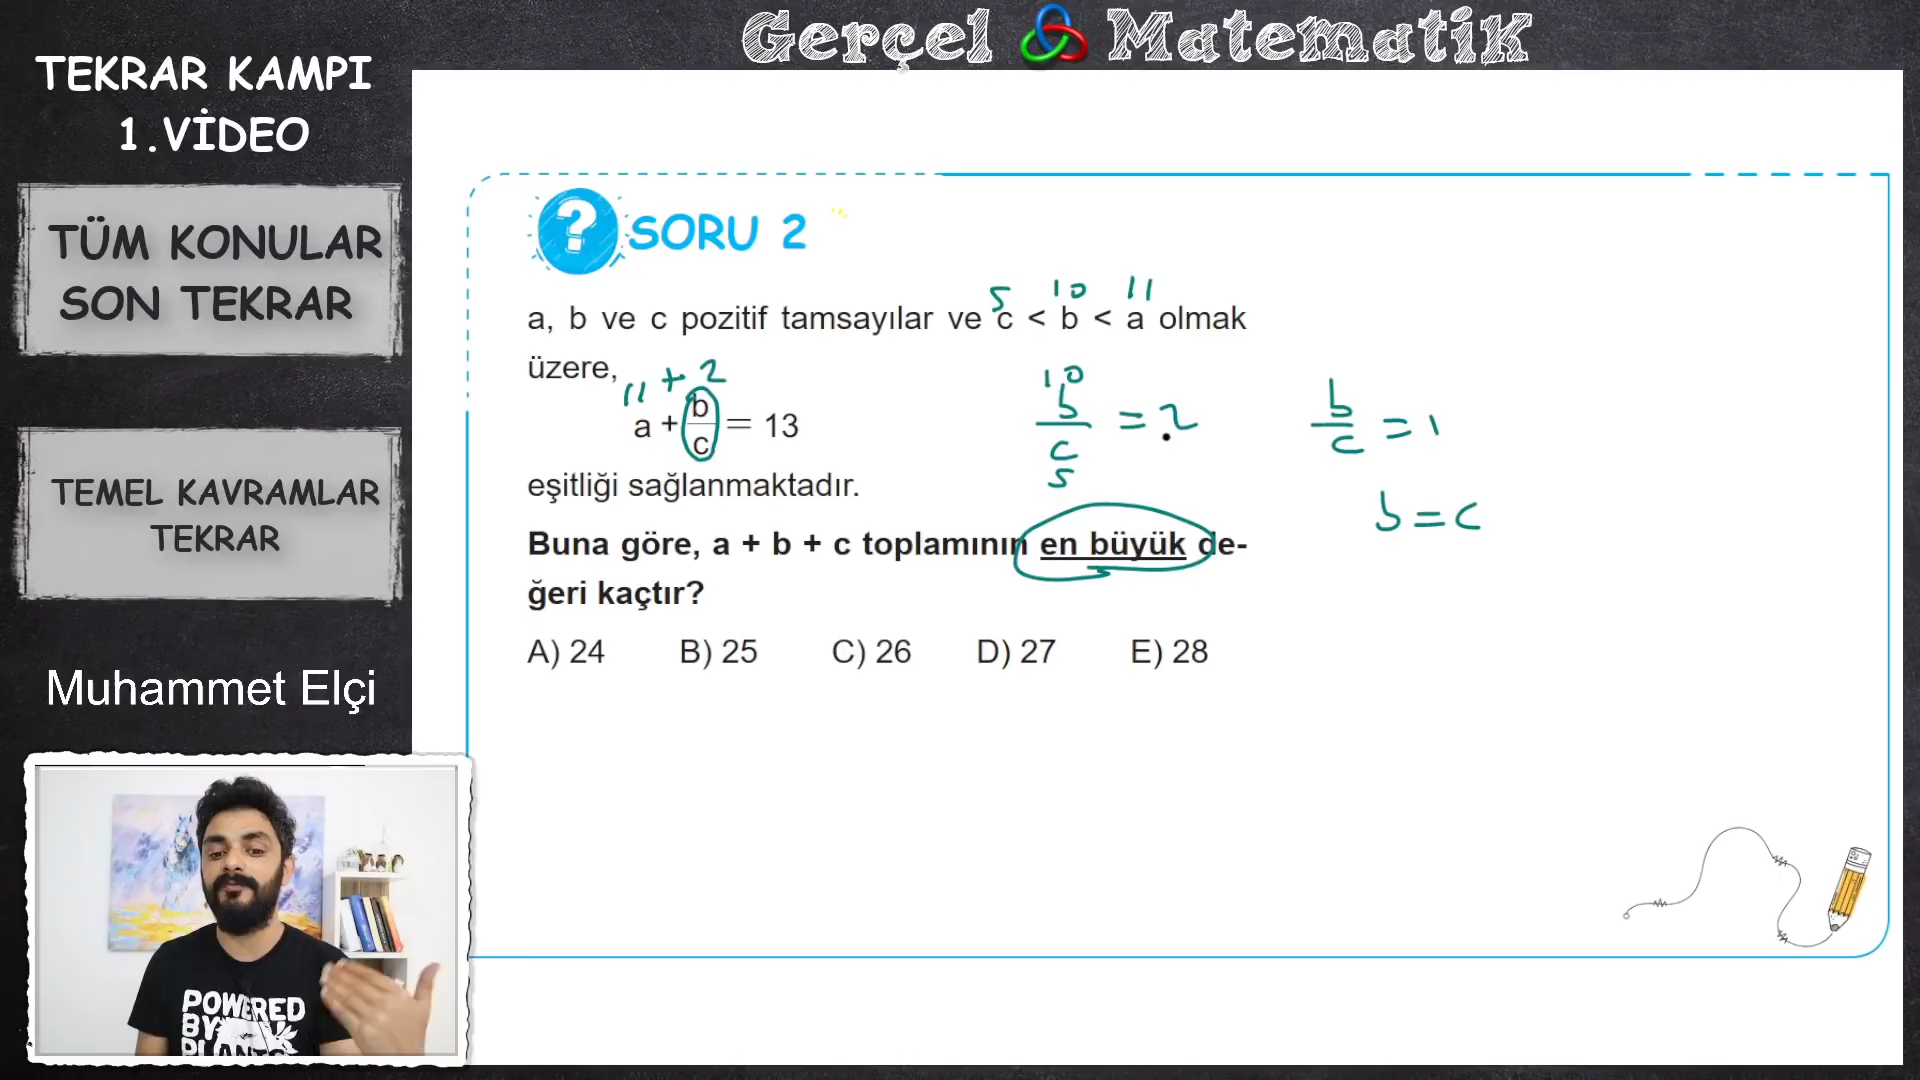 Gerçel Matematik
TEKRAR KAMPI
1.VİDEO
TÜM KONULAR
SON TEKRAR
TEMEL KAVRAMLAR
TEKRAR
Muhammet Elçi
? SORU 2
5 10 11
a, b ve c pozitif tamsayılar ve c < b < a olmak
üzere,
11 + 2
a + b/c = 13
10
b/c = 2
5
b/c = 1
b = c
eşitliği sağlanmaktadır.
Buna göre, a + b + c toplamının en büyük de-
ğeri kaçtır?
A) 24 B) 25 C) 26 D) 27 E) 28
POWERED
BY
PLANTS